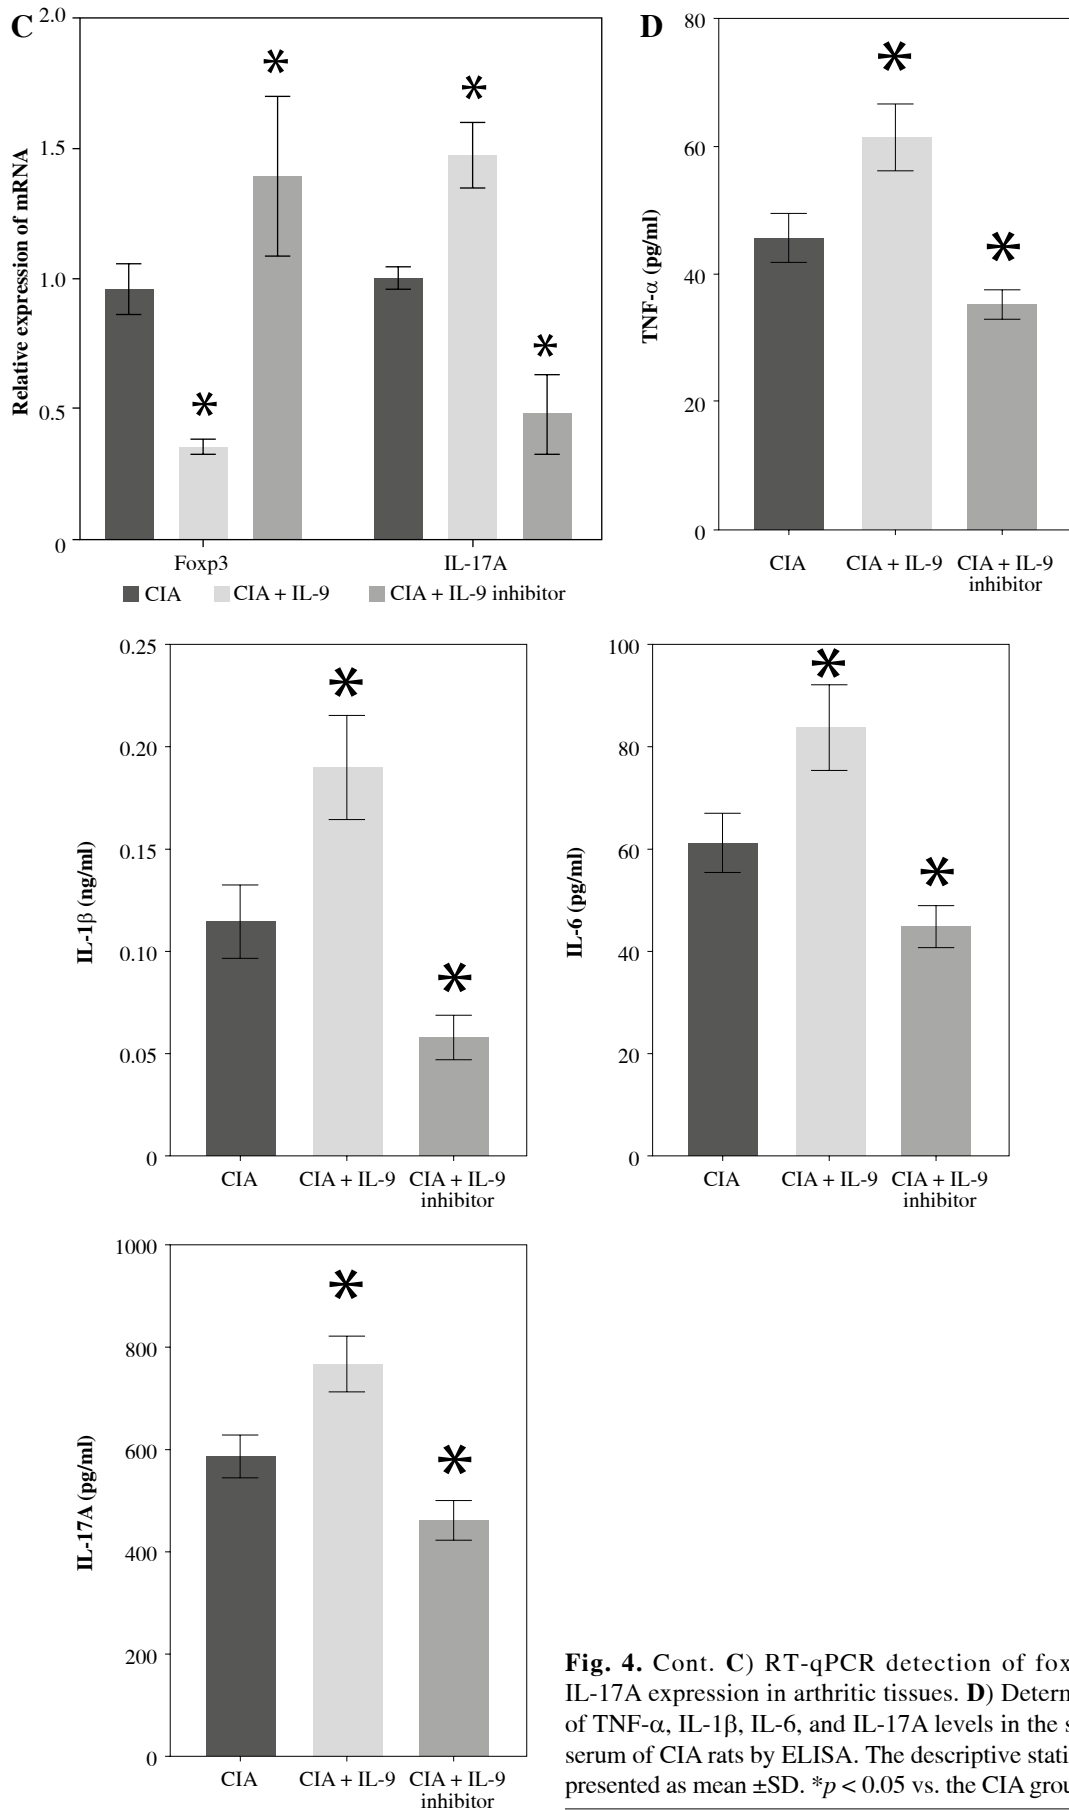 C
2.0
1.5
1.0
0.5
0
Relative expression of mRNA
*
*
*
*
*
*
Foxp3 IL-17A
CIA CIA + IL-9 CIA + IL-9 inhibitor
D
80
60
40
20
0
TNF-α (pg/ml)
*
*
CIA CIA + IL-9 CIA + IL-9
inhibitor
0.25
0.20
0.15
0.10
0.05
0
IL-1β (ng/ml)
*
*
CIA CIA + IL-9 CIA + IL-9
inhibitor
100
80
60
40
20
0
IL-6 (pg/ml)
*
*
CIA CIA + IL-9 CIA + IL-9
inhibitor
1000
800
600
400
200
0
IL-17A (pg/ml)
*
*
CIA CIA + IL-9 CIA + IL-9
inhibitor
Fig. 4. Cont. C) RT-qPCR detection of
IL-17A expression in arthritic tissues. D)
of TNF-α, IL-1β, IL-6, and IL-17A levels in the
serum of CIA rats by ELISA. The descriptive
presented as mean ±SD. *p < 0.05 vs. the CIA